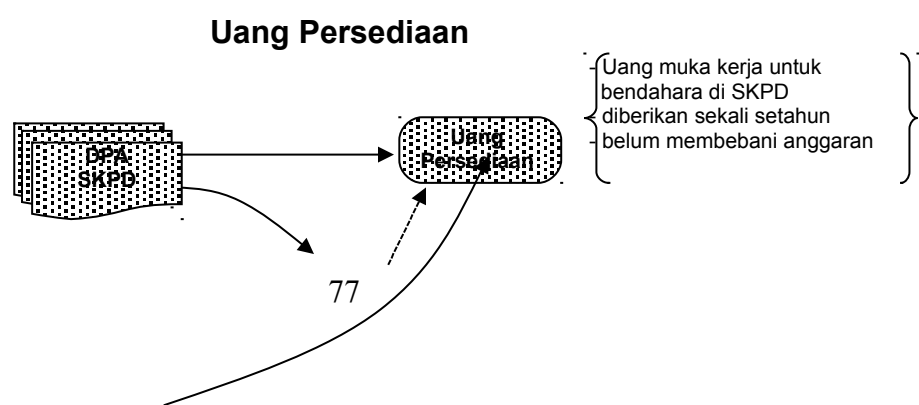 Uang Persediaan
- Uang muka kerja untuk
bendahara di SKPD
diberikan sekali setahun
- belum membebani anggaran
DPA
SKPD
Uang
Persediaan
77